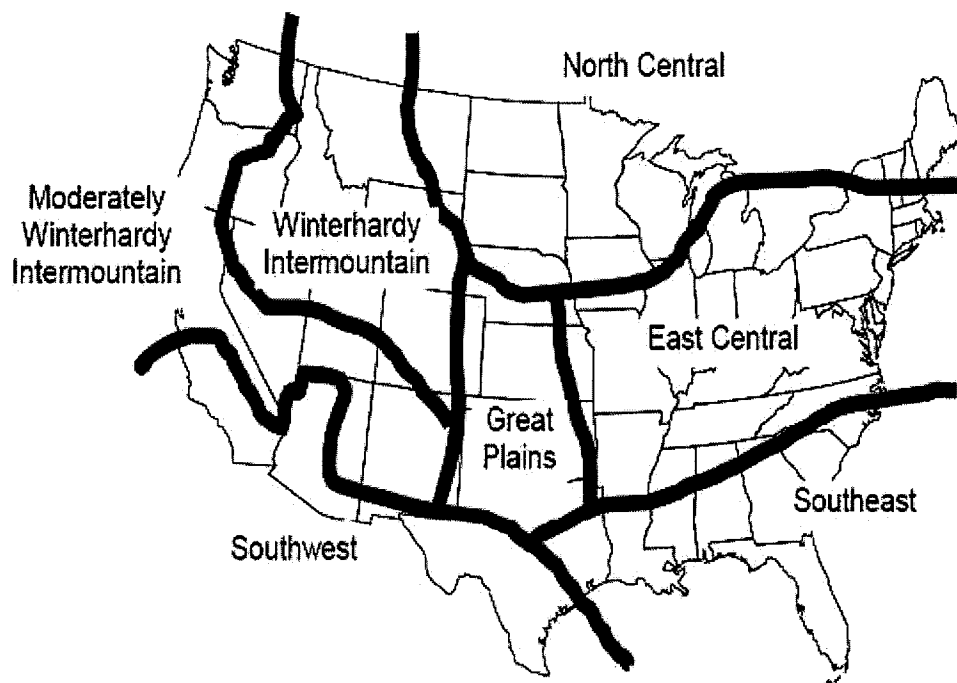 North Central
Moderately
Winterhardy
Intermountain
Winterhardy
Intermountain
East Central
Great
Plains
Southeast
Southwest